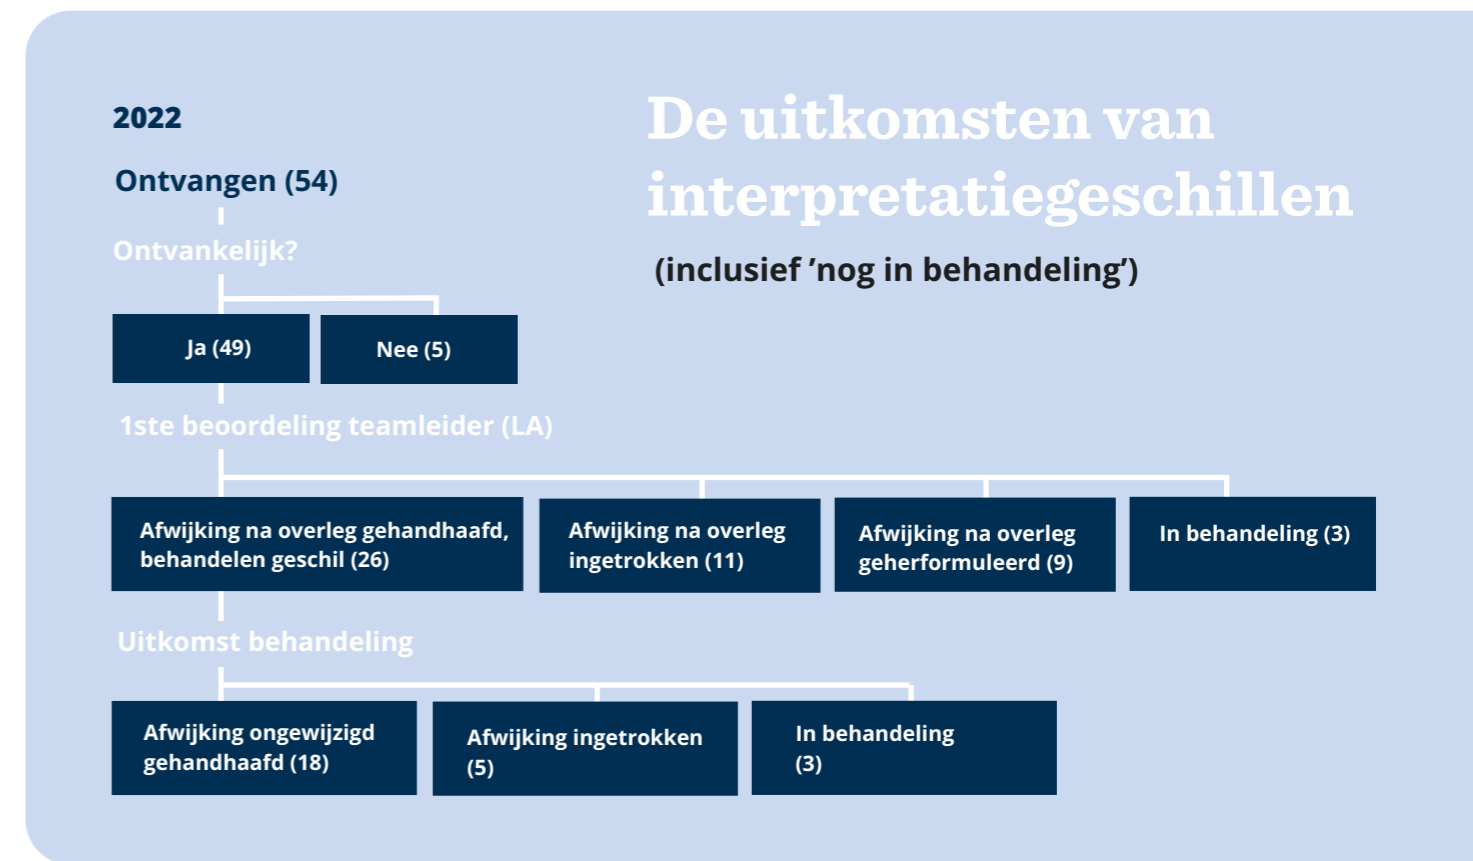 2022
De uitkomsten van
interpretatiegeschillen
(inclusief ’nog in behandeling’)
Ontvangen (54)
Ontvankelijk?
Ja (49)
Nee (5)
1ste beoordeling teamleider (LA)
Afwijking na overleg gehandhaafd,
behandelen geschil (26)
Afwijking na overleg
ingetrokken (11)
Afwijking na overleg
geherformuleerd (9)
In behandeling (3)
Uitkomst behandeling
Afwijking ongewijzigd
gehandhaafd (18)
Afwijking ingetrokken
(5)
In behandeling
(3)